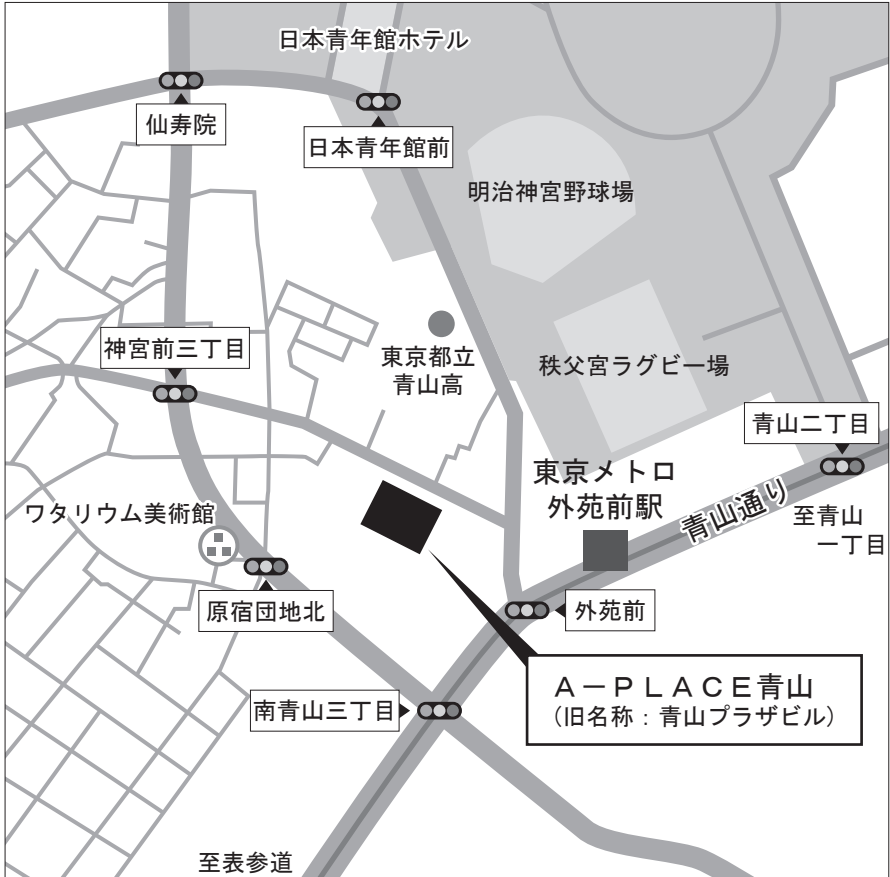 日本青年館ホテル
仙寿院
日本青年館前
明治神宮野球場
神宮前三丁目
東京都立
青山高
秩父宮ラグビー場
青山二丁目
東京メトロ
外苑前駅
青山通り
至青山
一丁目
ワタリウム美術館
原宿団地北
外苑前
A－PLACE青山
（旧名称：青山プラザビル）
南青山三丁目
至表参道